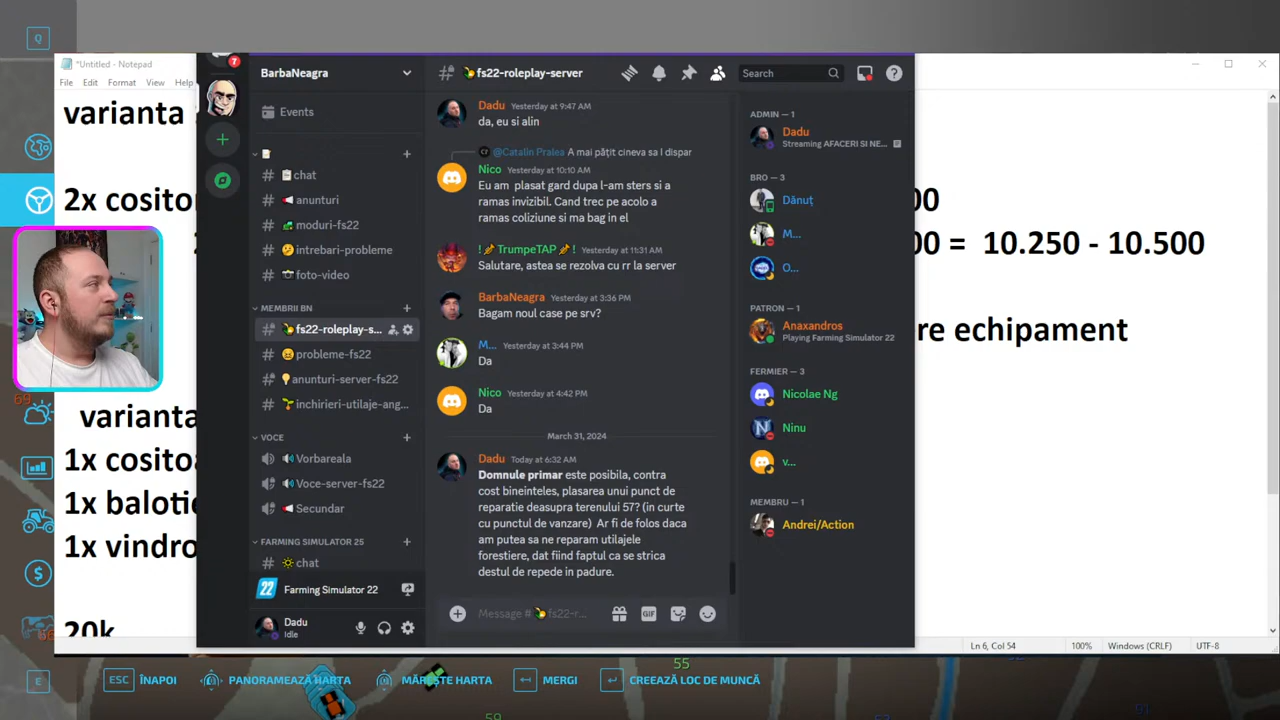 Q
*Untitled - Notepad
File Edit Format View Help
varianta
2x cosito
00
00 = 10.250 - 10.500
re echipament
varianta
1x cosito
1x baloti
1x vindro
20k
Ln 6, Col 54
100%
Windows (CRLF)
UTF-8
7
BarbaNeagra
Events
chat
anunturi
moduri-fs22
intrebari-probleme
foto-video
MEMBRII BN
fs22-roleplay-s...
probleme-fs22
anunturi-server-fs22
inchirieri-utilaje-ang...
VOCE
Vorbareala
Voce-server-fs22
Secundar
FARMING SIMULATOR 25
chat
22 Farming Simulator 22
Dadu
Idle
fs22-roleplay-server
Search
Dadu Yesterday at 9:47 AM
da, eu si alin
@Catalin Pralea A mai pățit cineva sa l dispar
Nico Yesterday at 10:10 AM
Eu am plasat gard dupa l-am sters si a
ramas invizibil. Cand trec pe acolo a
ramas coliziune si ma bag in el
! TrumpeTAP ! Yesterday at 11:31 AM
Salutare, astea se rezolva cu rr la server
BarbaNeagra Yesterday at 3:36 PM
Bagam noul case pe srv?
M... Yesterday at 3:44 PM
Da
Nico Yesterday at 4:42 PM
Da
March 31, 2024
Dadu Today at 6:32 AM
Domnule primar este posibila, contra
cost bineinteles, plasarea unui punct de
reparatie deasupra terenului 57? (in curte
cu punctul de vanzare) Ar fi de folos daca
am putea sa ne reparam utilajele
forestiere, dat fiind faptul ca se strica
destul de repede in padure.
Message # fs22-r...
GIF
ADMIN — 1
Dadu
Streaming AFACERI SI NE...
BRO — 3
Dănuț
M...
O...
PATRON — 1
Anaxandros
Playing Farming Simulator 22
FERMIER — 3
Nicolae Ng
Ninu
v...
MEMBRU — 1
Andrei/Action
E
ESC ÎNAPOI
PANORAMEAZĂ HARTA
MĂREȘTE HARTA
MERGI
CREEAZĂ LOC DE MUNCĂ
55
59